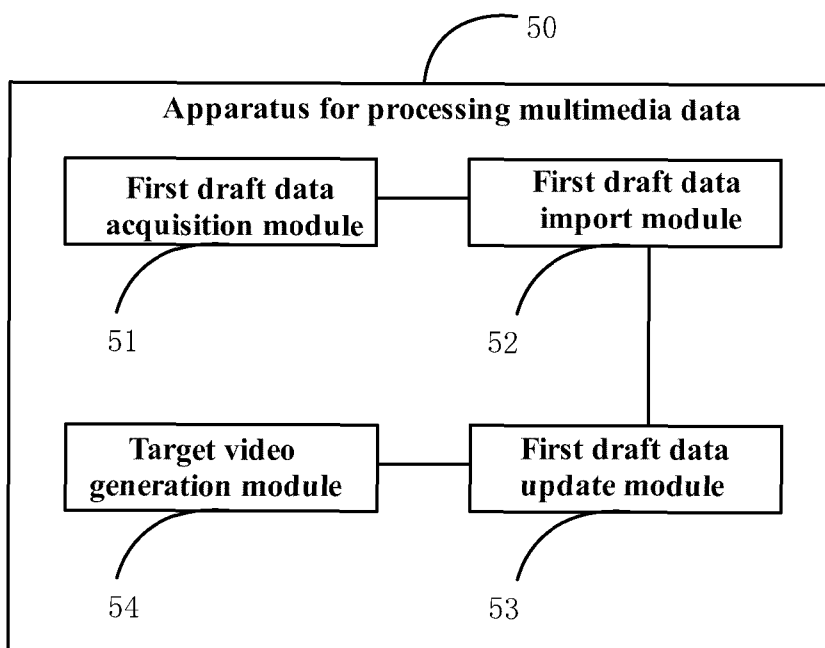 50
Apparatus for processing multimedia data
First draft data
acquisition module
First draft data
import module
51
52
Target video
generation module
First draft data
update module
54
53